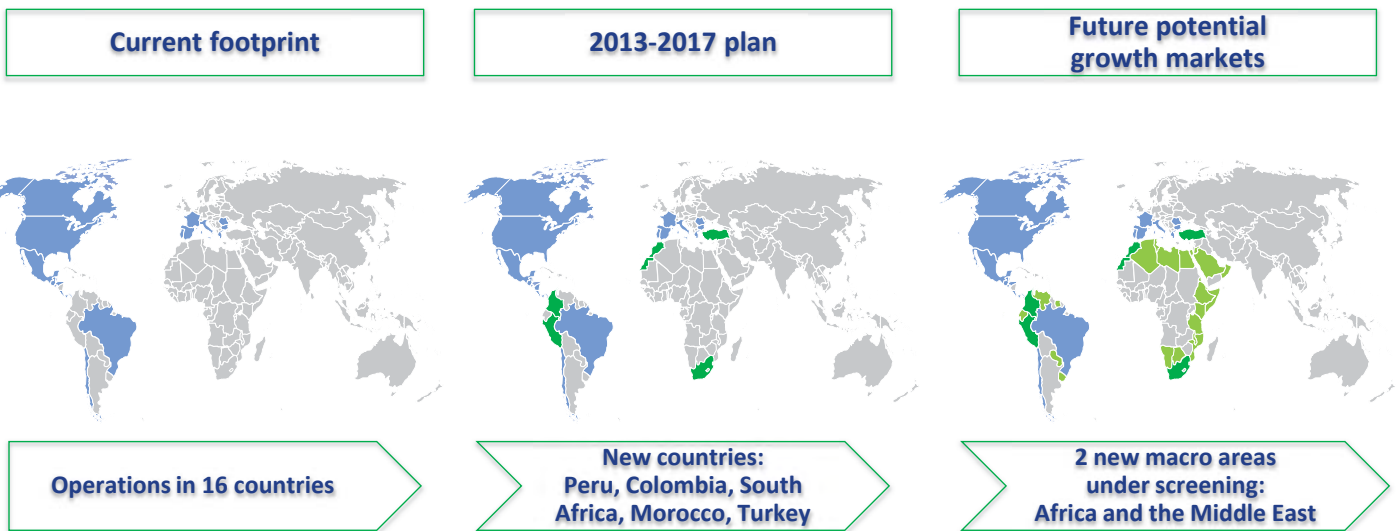 Current footprint
2013-2017 plan
Future potential
growth markets
Operations in 16 countries
New countries:
Peru, Colombia, South
Africa, Morocco, Turkey
2 new macro areas
under screening:
Africa and the Middle East